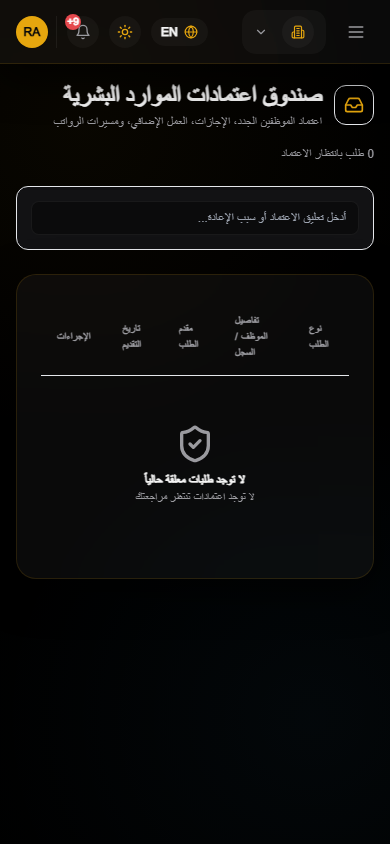 RA
9+
EN
صندوق اعتمادات الموارد البشرية
اعتماد الموظفين الجدد، الإجازات، العمل الإضافي، ومسيرات الرواتب
0 طلب بانتظار الاعتماد
أدخل تعليق الاعتماد أو سبب الإعادة...
نوع الطلب
تفاصيل الموظف / السجل
مقدم الطلب
تاريخ التقديم
الإجراءات
لا توجد طلبات معلقة حالياً
لا توجد اعتمادات تنتظر مراجعتك